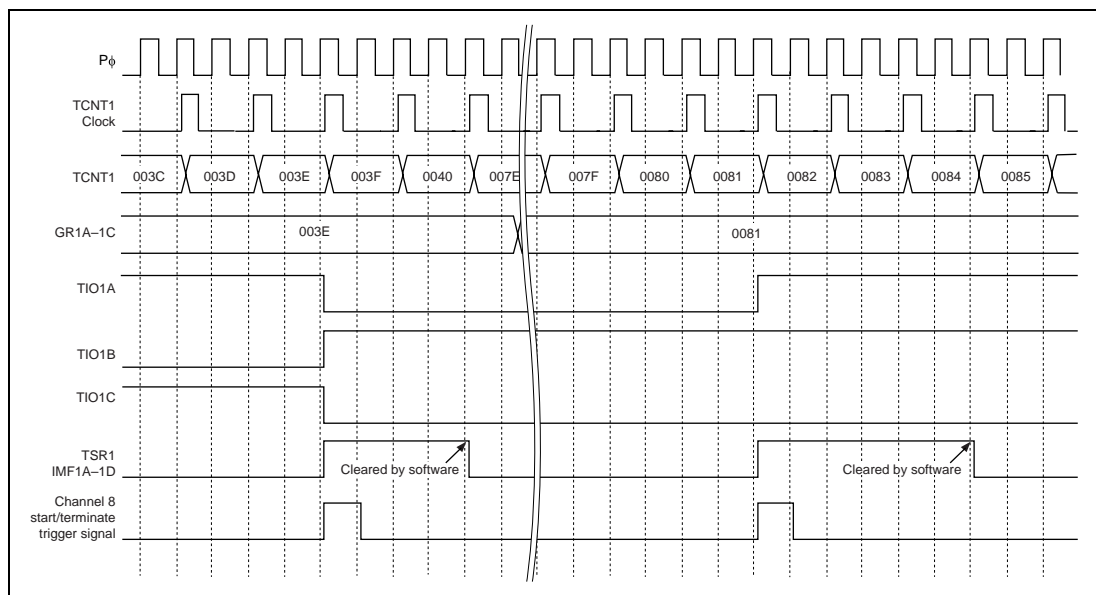 Pϕ
TCNT1
Clock
TCNT1
003C 003D 003E 003F 0040 007E 007F 0080 0081 0082 0083 0084 0085
GR1A–1C
003E 0081
TIO1A
TIO1B
TIO1C
TSR1
IMF1A–1D
Cleared by software Cleared by software
Channel 8
start/terminate
trigger signal